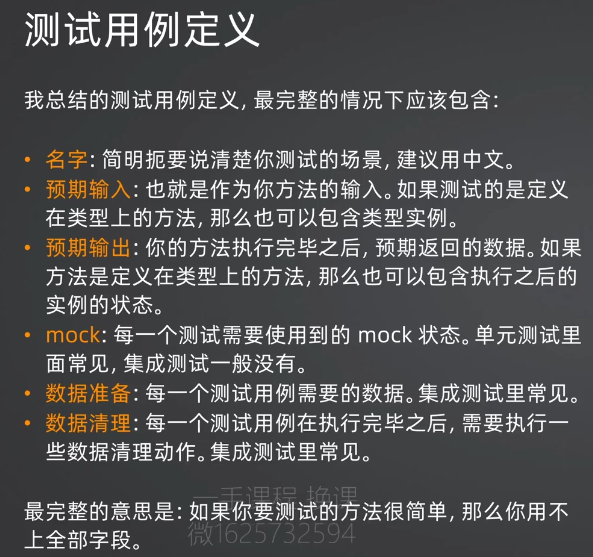 测试用例定义
我总结的测试用例定义, 最完整的情况下应该包含:
• 名字: 简明扼要说清楚你测试的场景, 建议用中文。
• 预期输入: 也就是作为你方法的输入。如果测试的是定义
在类型上的方法, 那么也可以包含类型实例。
• 预期输出: 你的方法执行完毕之后, 预期返回的数据。如果
方法是定义在类型上的方法, 那么也可以包含执行之后的
实例的状态。
• mock: 每一个测试需要使用到的 mock 状态。单元测试里
面常见, 集成测试一般没有。
• 数据准备: 每一个测试用例需要的数据。集成测试里常见。
• 数据清理: 每一个测试用例在执行完毕之后, 需要执行一
些数据清理动作。集成测试里常见。
一手课程 换课
微1625732594
最完整的意思是: 如果你要测试的方法很简单, 那么你用不
上全部字段。